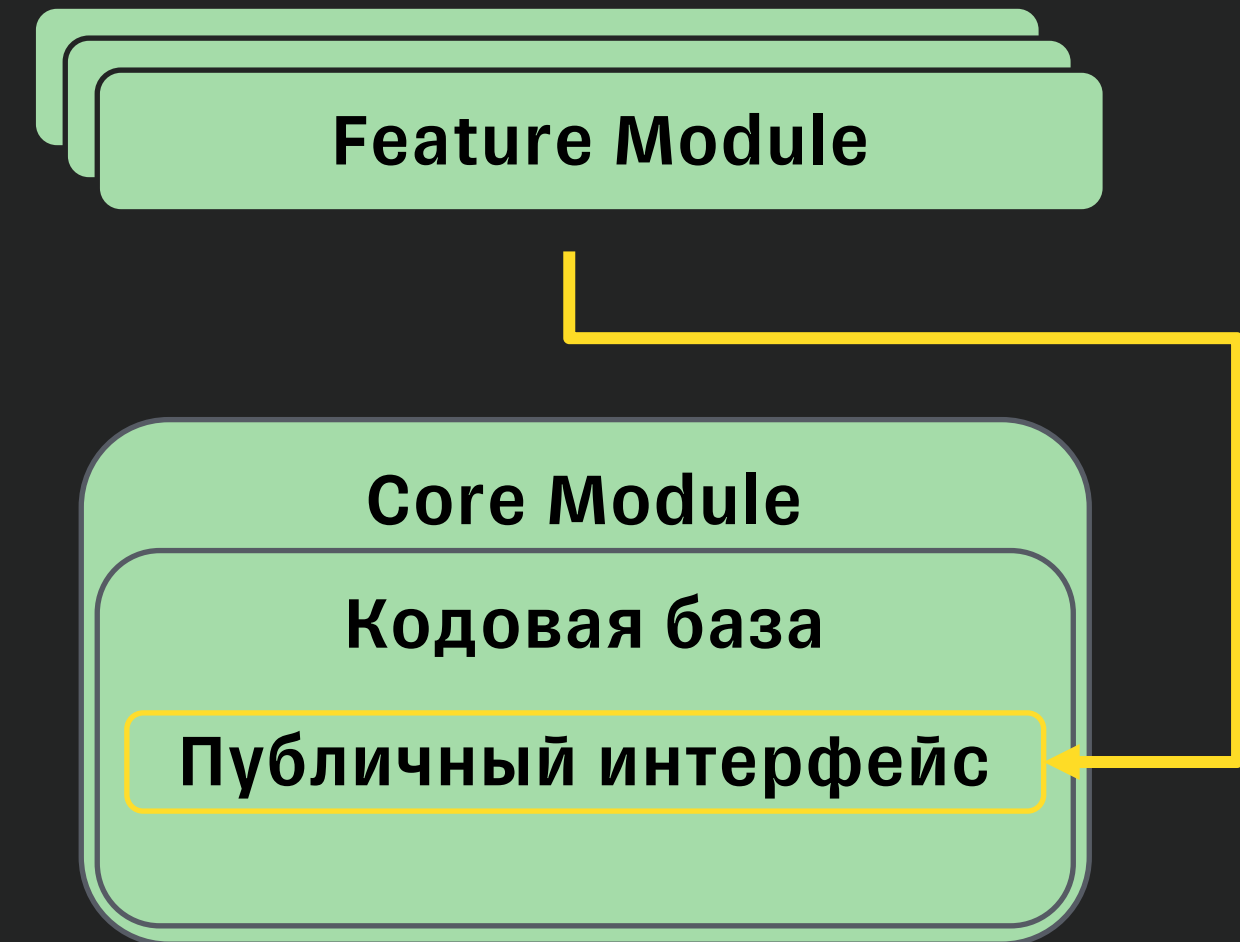 Feature Module
Core Module
Кодовая база
Публичный интерфейс